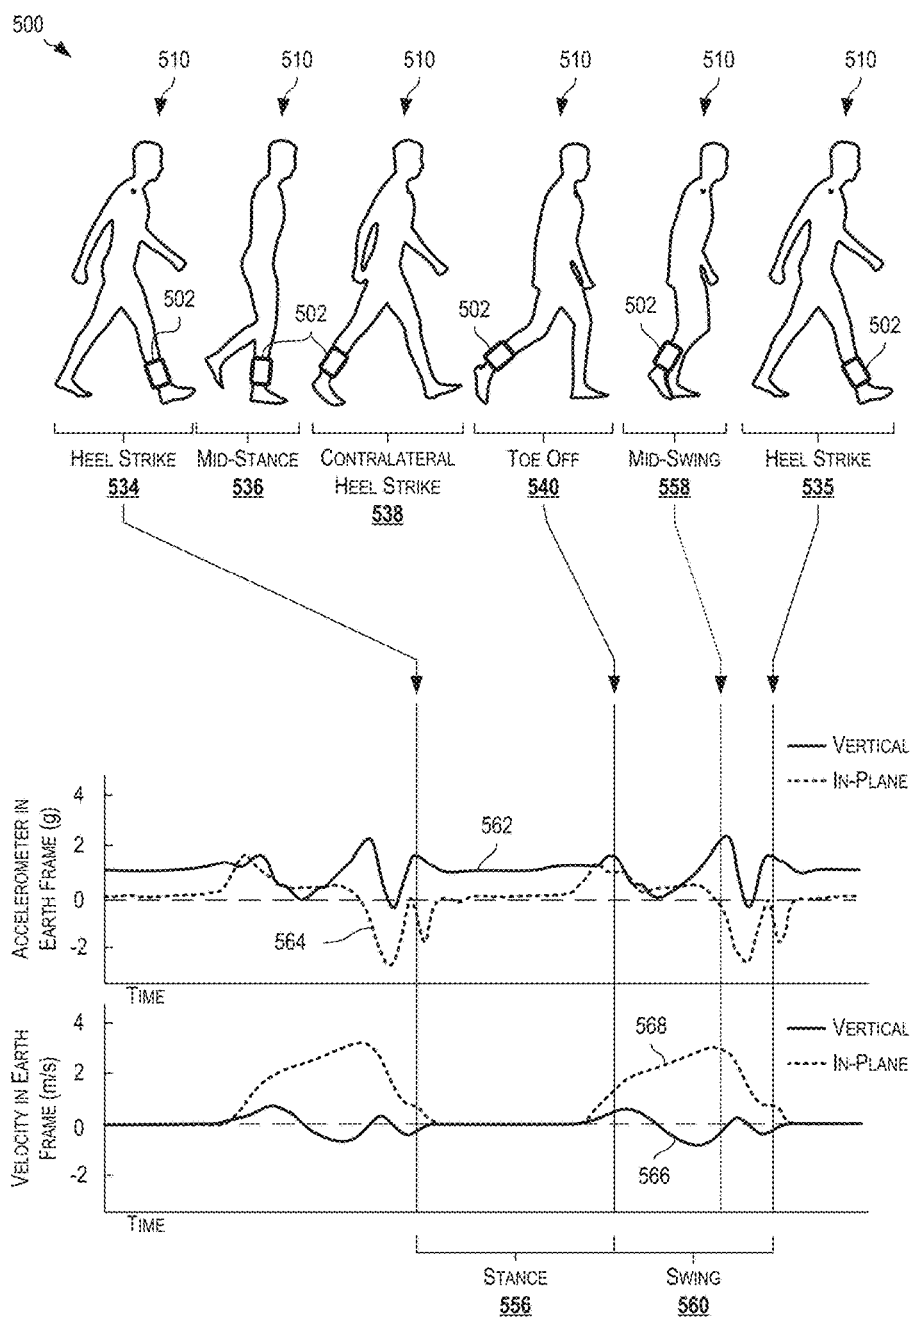 500
510 510 510 510 510 510
502 502 502 502 502
HEEL STRIKE MID-STANCE CONTRALATERAL TOE OFF MID-SWING HEEL STRIKE
534 536 HEEL STRIKE 540 558 535
538
VERTICAL
IN-PLANE
ACCELEROMETER IN
EARTH FRAME (g)
4
2
0
-2
562
564
TIME
VERTICAL
IN-PLANE
VELOCITY IN EARTH
FRAME (m/s)
4
2
0
-2
568
566
TIME
STANCE SWING
556 560